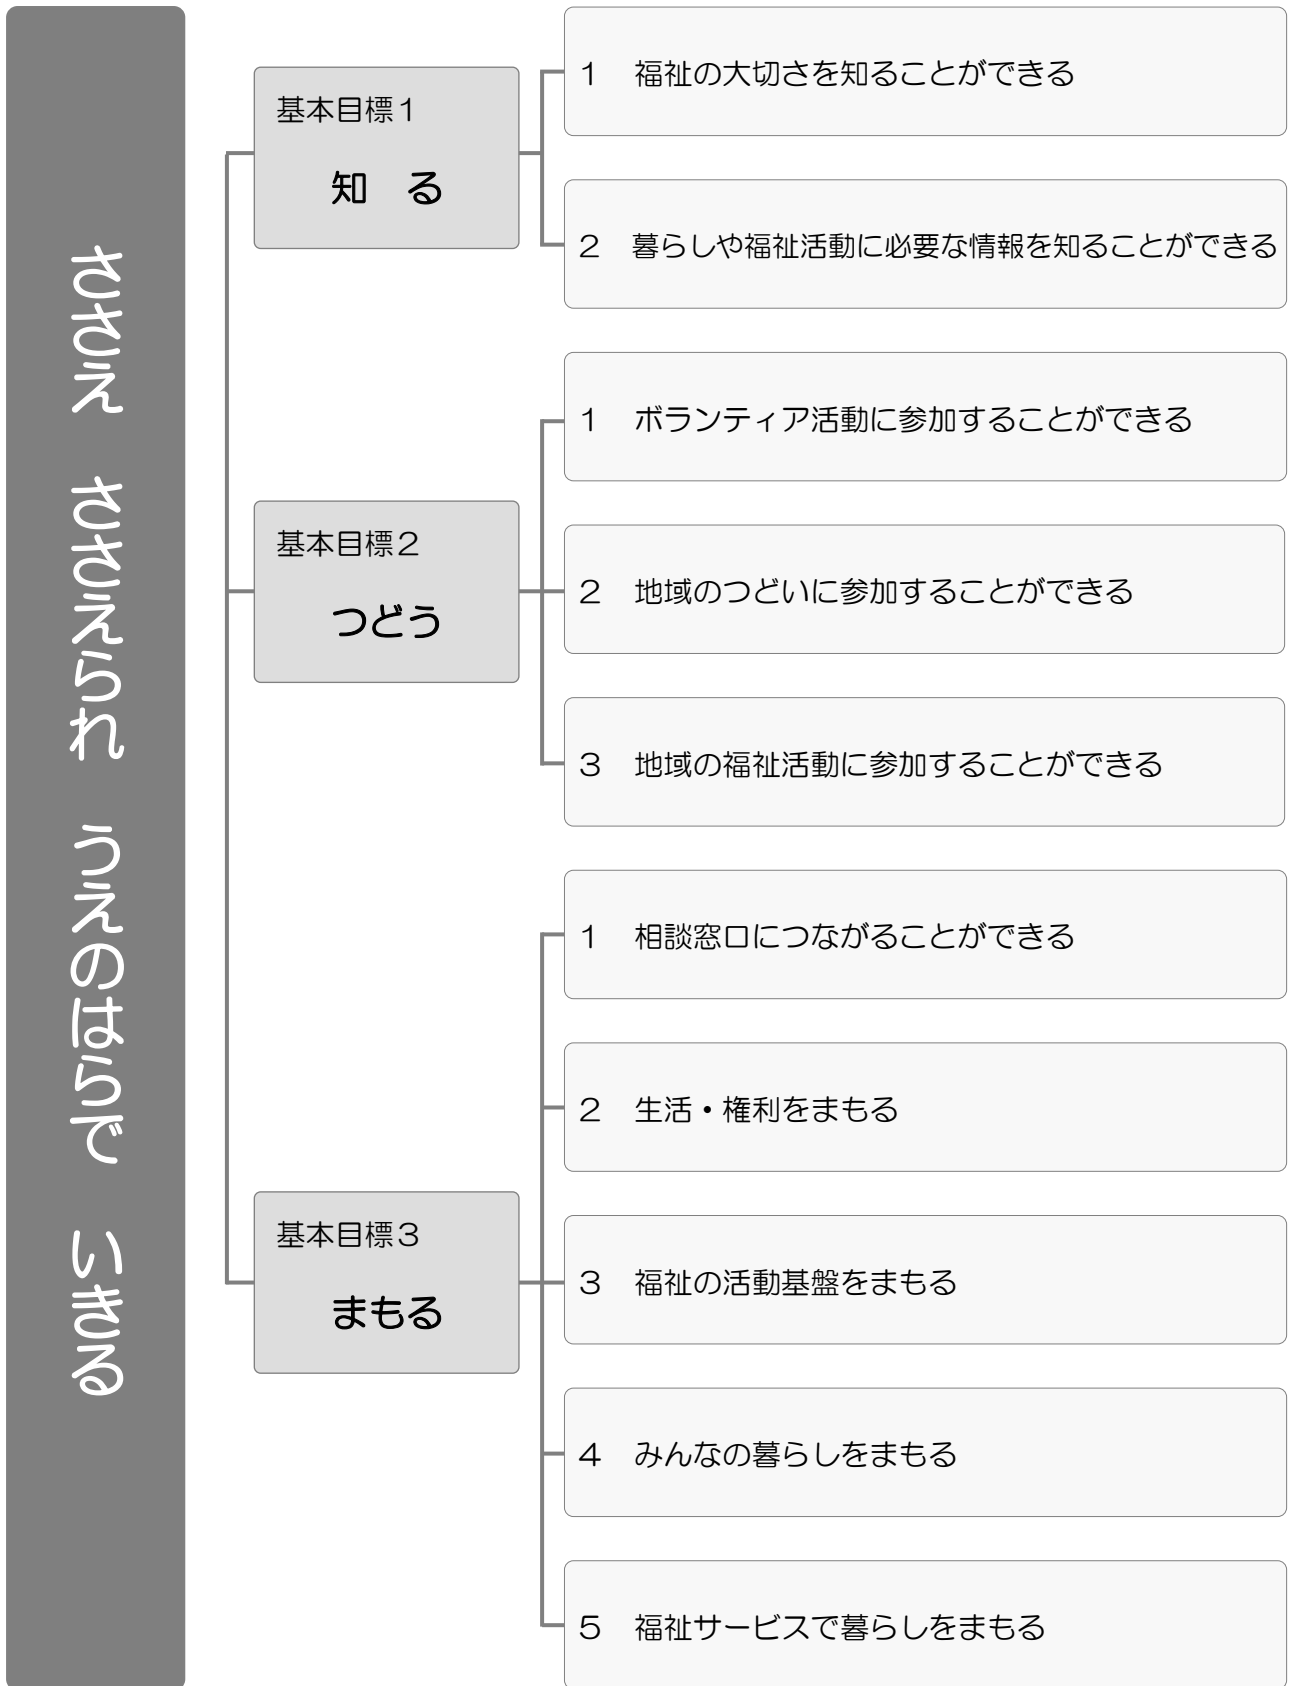 ささえ　ささえられ　うえのはらで　いきる
基本目標１
知　る
１　福祉の大切さを知ることができる
２　暮らしや福祉活動に必要な情報を知ることができる
基本目標２
つどう
１　ボランティア活動に参加することができる
２　地域のつどいに参加することができる
３　地域の福祉活動に参加することができる
基本目標３
まもる
１　相談窓口につながることができる
２　生活・権利をまもる
３　福祉の活動基盤をまもる
４　みんなの暮らしをまもる
５　福祉サービスで暮らしをまもる